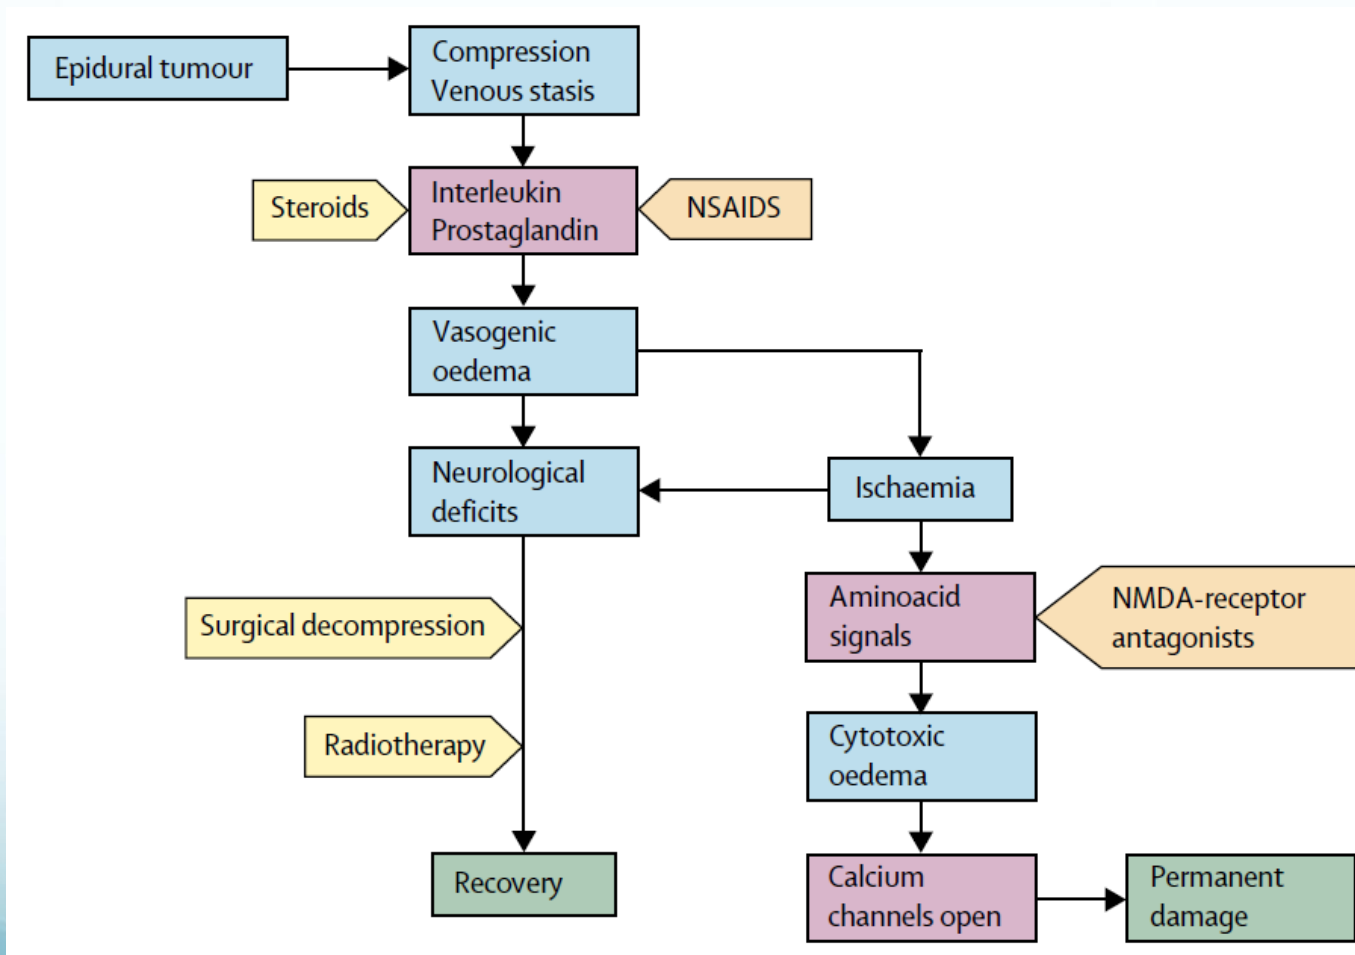 Epidural tumour
Compression
Venous stasis
Steroids
Interleukin
Prostaglandin
NSAIDS
Vasogenic
oedema
Neurological
deficits
Ischaemia
Surgical decompression
Aminoacid
signals
NMDA-receptor
antagonists
Radiotherapy
Cytotoxic
oedema
Recovery
Calcium
channels open
Permanent
damage